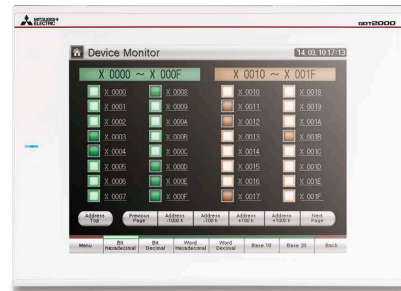 MITSUBISHI
ELECTRIC
GOT2000
Device Monitor
'14, 03, 10 17:13
X 0000 ~ X 000F
X 0010 ~ X 001F
X 0000 X 0008 X 0010 X 0018
X 0001 X 0009 X 0011 X 0019
X 0002 X 000A X 0012 X 001A
X 0003 X 000B X 0013 X 001B
X 0004 X 000C X 0014 X 001C
X 0005 X 000D X 0015 X 001D
X 0006 X 000E X 0016 X 001E
X 0007 X 000F X 0017 X 001F
Address Previous Address Address Address Address Next
Top Page -1000 h -100 h +100 h +1000 h Page
Menu Bit Bit Word Word Base 10 Base 20 Back
Hexadecimal Decimal Hexadecimal Decimal